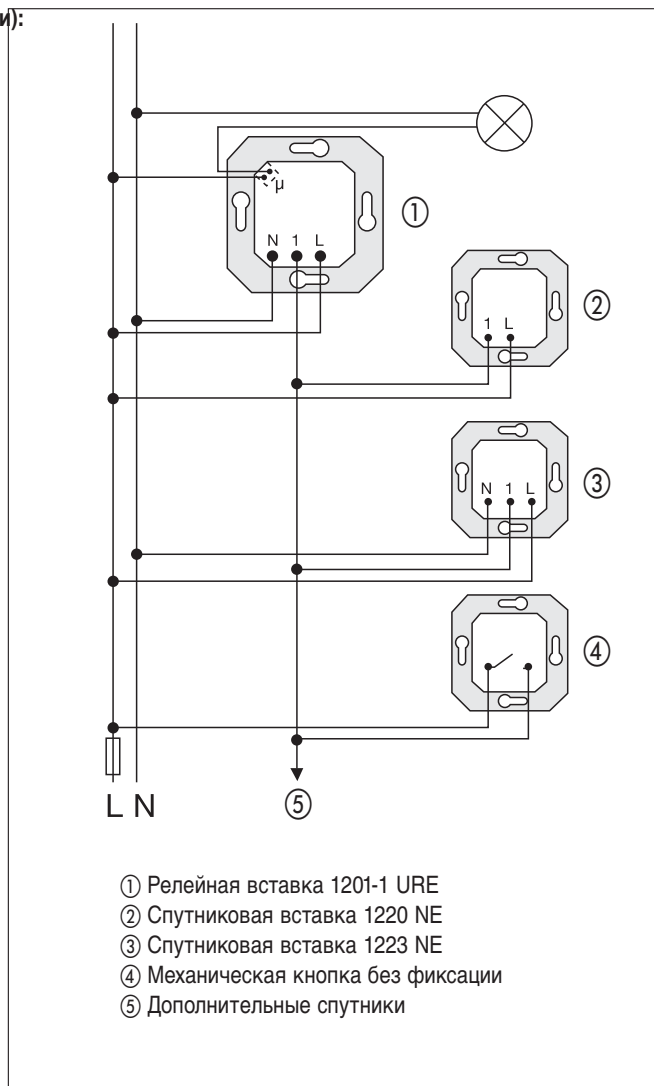 и):
μ
①
N 1 L
②
1 L
③
N 1 L
④
L N
⑤
① Релейная вставка 1201-1 URE
② Спутниковая вставка 1220 NE
③ Спутниковая вставка 1223 NE
④ Механическая кнопка без фиксации
⑤ Дополнительные спутники